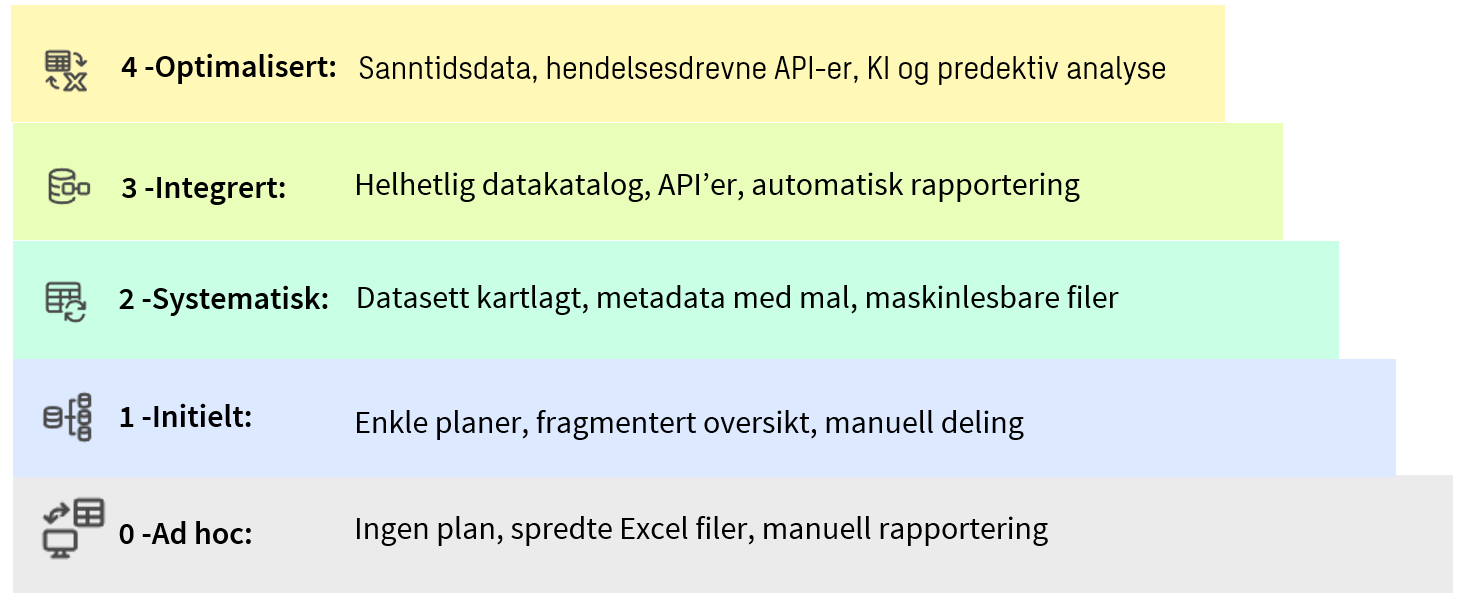 4 -Optimalisert: Sanntidsdata, hendelsesdrevne API-er, KI og predektiv analyse
3 -Integrert: Helhetlig datakatalog, API’er, automatisk rapportering
2 -Systematisk: Datasett kartlagt, metadata med mal, maskinlesbare filer
1 -Initielt: Enkle planer, fragmentert oversikt, manuell deling
0 -Ad hoc: Ingen plan, spredte Excel filer, manuell rapportering